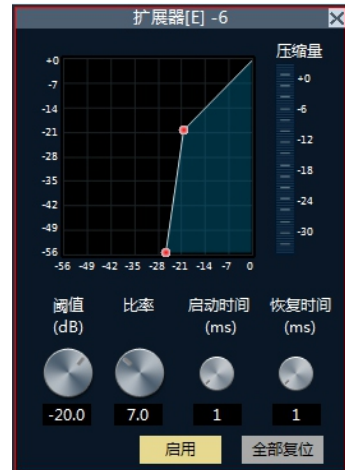 扩展器[E] -6
压缩量
+0
-7
-14
-21
-28
-35
-42
-49
-56
-56 -49 -42 -35 -28 -21 -14 -7 0
+0
-6
-12
-18
-24
-30
阈值 比率 启动时间 恢复时间
(dB) (ms) (ms)
-20.0 7.0 1 1
启用 全部复位